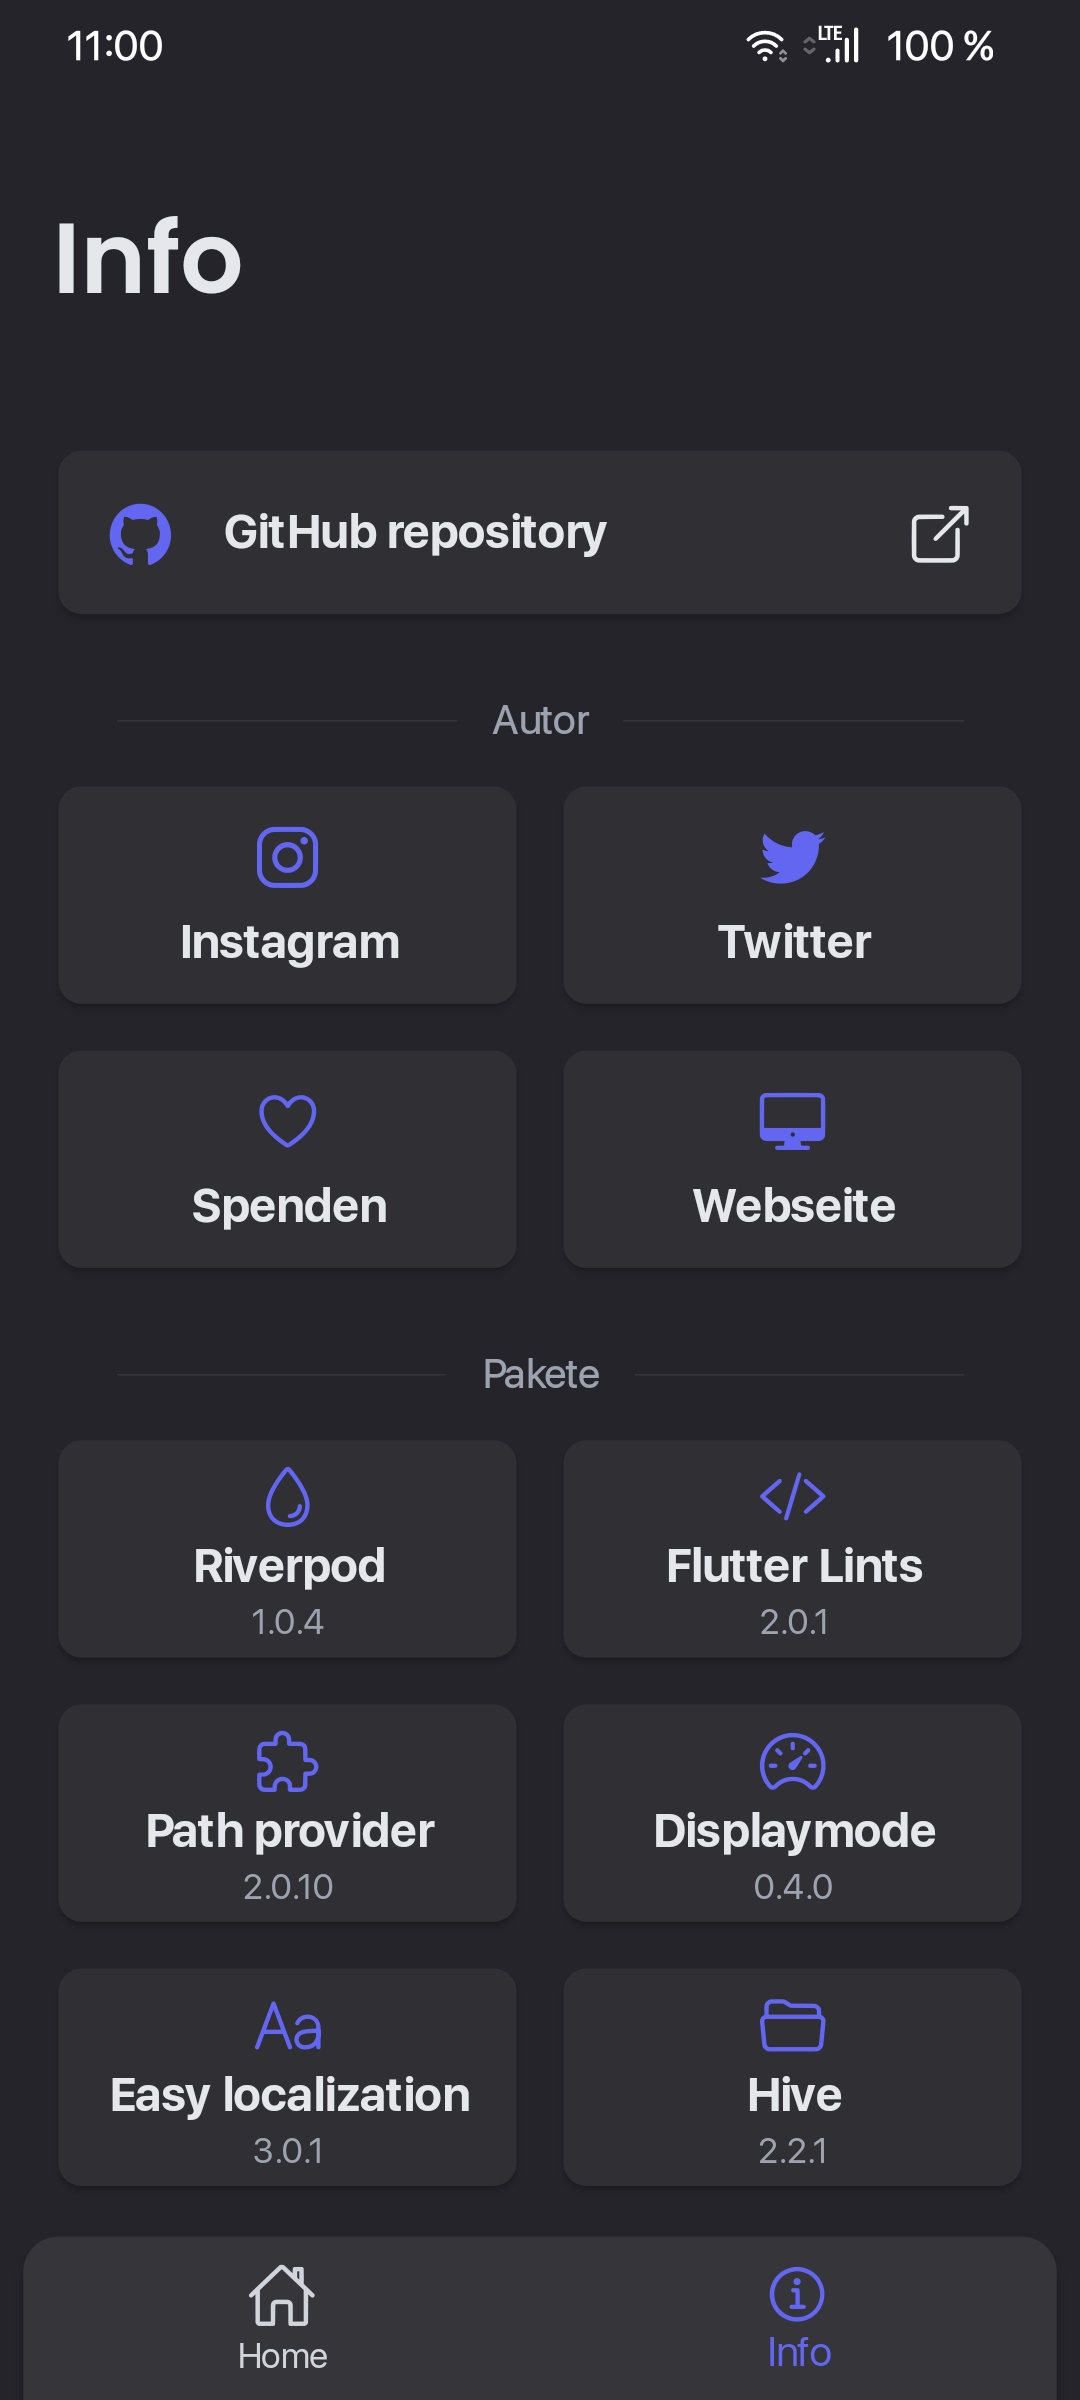 11:00 LTE 100 %
Info
GitHub repository
Autor
Instagram Twitter
Spenden Webseite
Pakete
Riverpod Flutter Lints
1.0.4 2.0.1
Path provider Displaymode
2.0.10 0.4.0
Aa
Easy localization Hive
3.0.1 2.2.1
Home Info